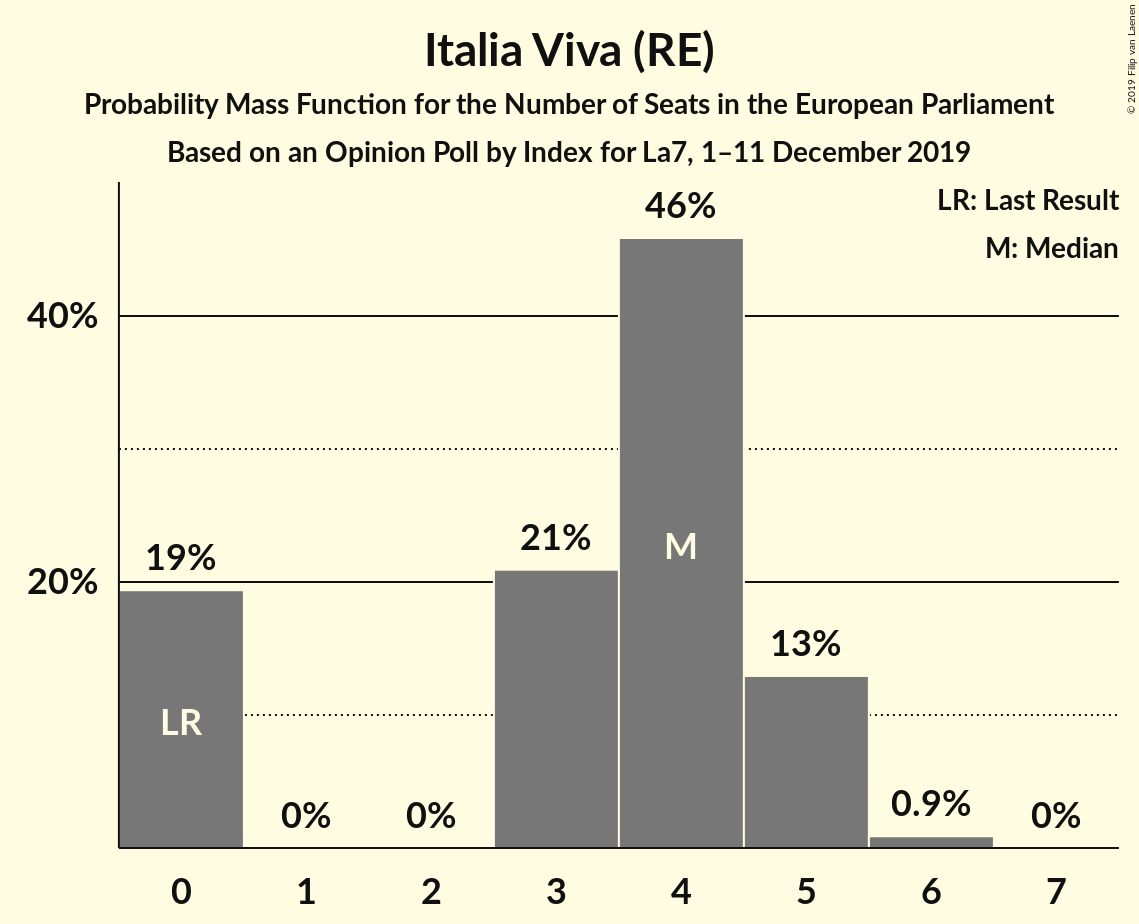 Italia Viva (RE)
Probability Mass Function for the Number of Seats in the European Parliament
Based on an Opinion Poll by Index for La7, 1–11 December 2019
© 2019 Filip van Laenen
LR: Last Result
M: Median
46%
40%
21%
M
19%
20%
13%
LR
0%
0%
0.9%
0%
0 1 2 3 4 5 6 7